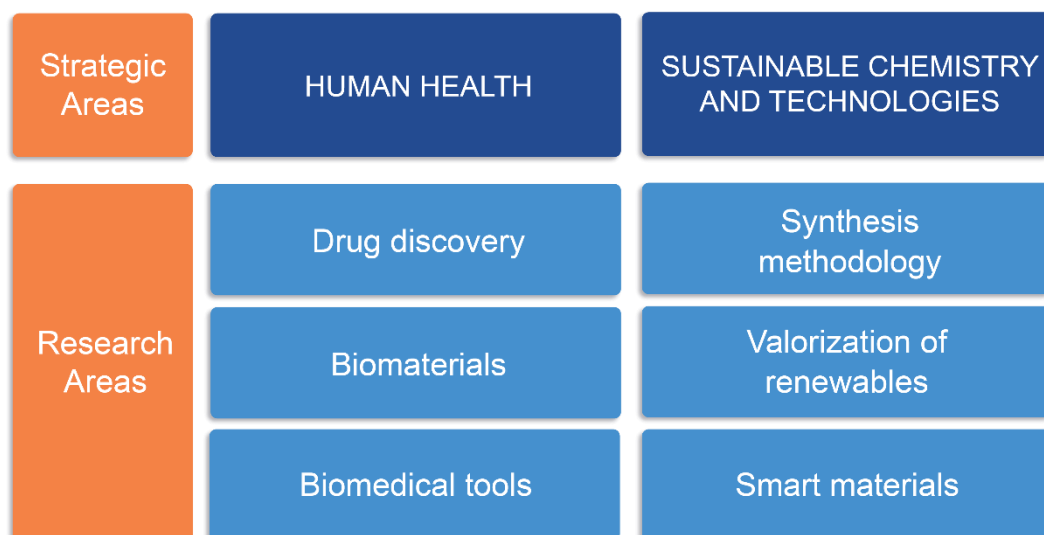 Strategic
Areas
HUMAN HEALTH
SUSTAINABLE CHEMISTRY
AND TECHNOLOGIES
Research
Areas
Drug discovery
Synthesis
methodology
Biomaterials
Valorization of
renewables
Biomedical tools
Smart materials